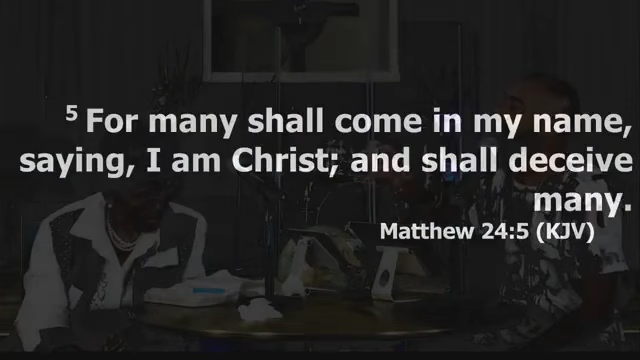 5 For many shall come in my name,
saying, I am Christ; and shall deceive
many.
Matthew 24:5 (KJV)